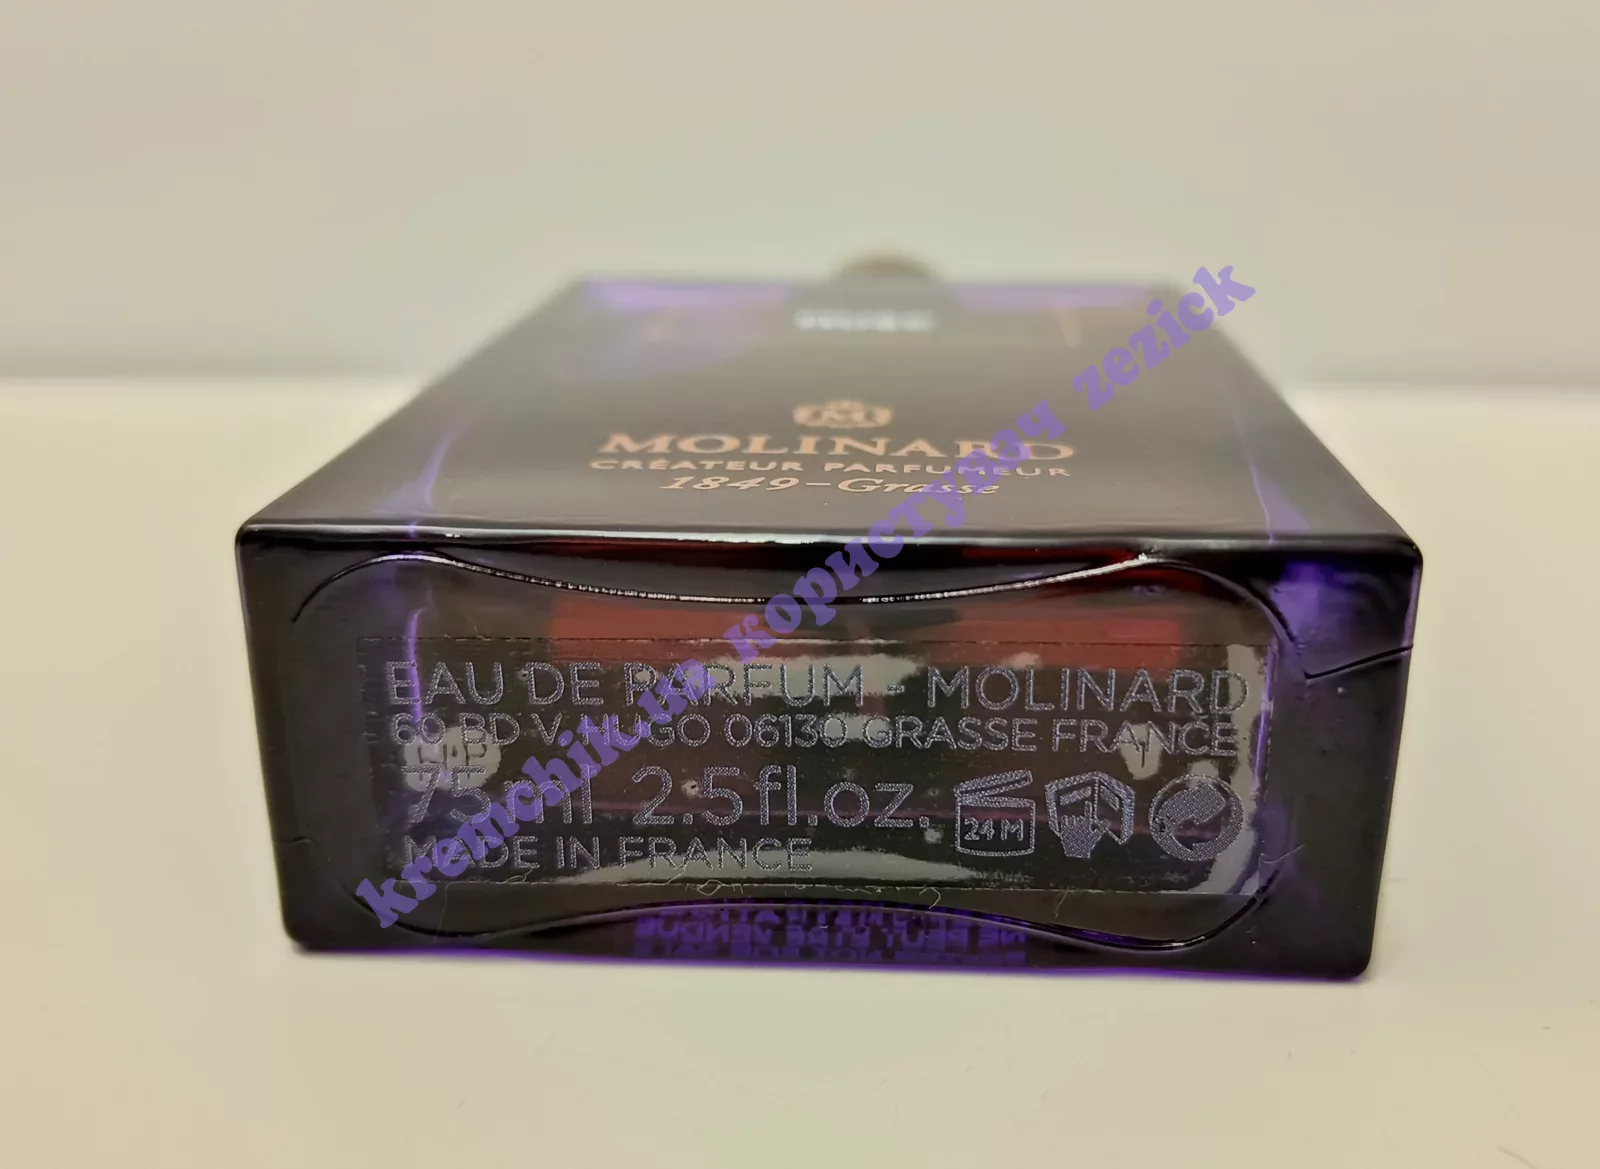 M
MOLINARD
CRÉATEUR PARFUMEUR
1849-Grasse
EAU DE PARFUM - MOLINARD
60 BD V. HUGO 06130 GRASSE FRANCE
75 ml 2.5 fl.oz.
24 M
MADE IN FRANCE
kremchik.ua користувач zezick